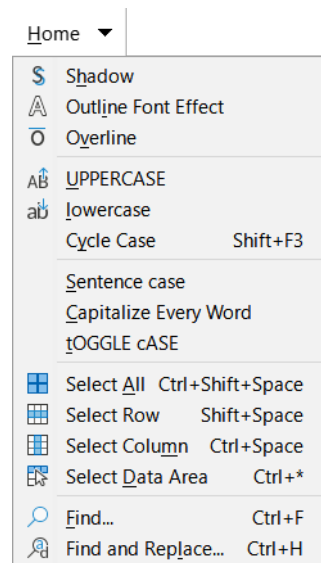 Home
Shadow
Outline Font Effect
Overline
UPPERCASE
lowercase
Cycle Case Shift+F3
Sentence case
Capitalize Every Word
tOGGLE cASE
Select All Ctrl+Shift+Space
Select Row Shift+Space
Select Column Ctrl+Space
Select Data Area Ctrl+*
Find... Ctrl+F
Find and Replace... Ctrl+H